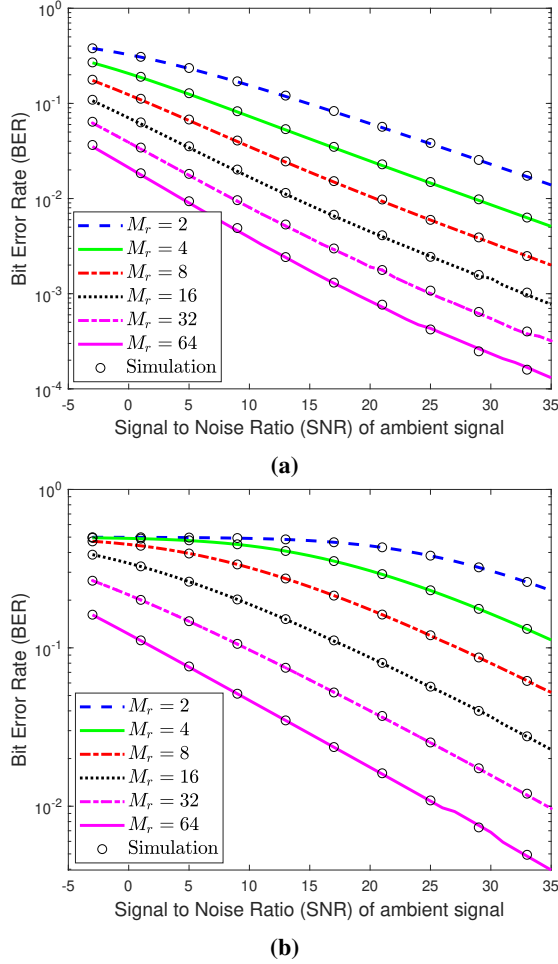 (a)
10^0
10^-1
10^-2
10^-3
10^-4
Bit Error Rate (BER)
M_r = 2
M_r = 4
M_r = 8
M_r = 16
M_r = 32
M_r = 64
Simulation
-5 0 5 10 15 20 25 30 35
Signal to Noise Ratio (SNR) of ambient signal
(b)
10^0
10^-1
10^-2
Bit Error Rate (BER)
M_r = 2
M_r = 4
M_r = 8
M_r = 16
M_r = 32
M_r = 64
Simulation
-5 0 5 10 15 20 25 30 35
Signal to Noise Ratio (SNR) of ambient signal